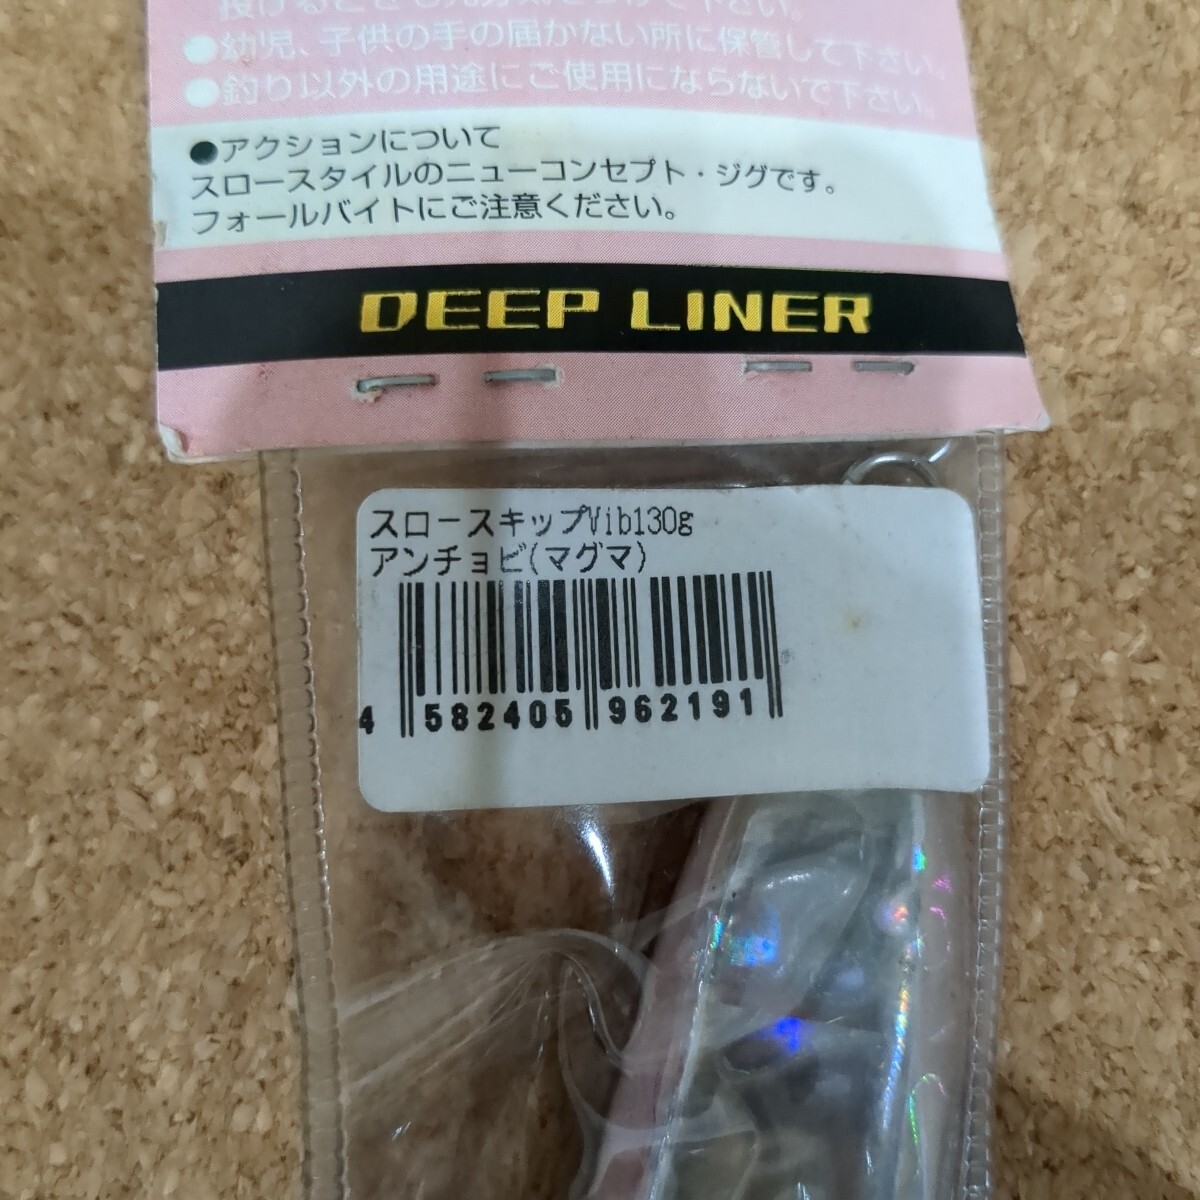 ●幼児、子供の手の届かない所に保管して下さい。
●釣り以外の用途にご使用にならないで下さい。
●アクションについて
スロースタイルのニューコンセプト・ジグです。
フォールバイトにご注意ください。
DEEP LINER
スロースキップVib130g
アンチョビ(マグマ)
4 582405 962191